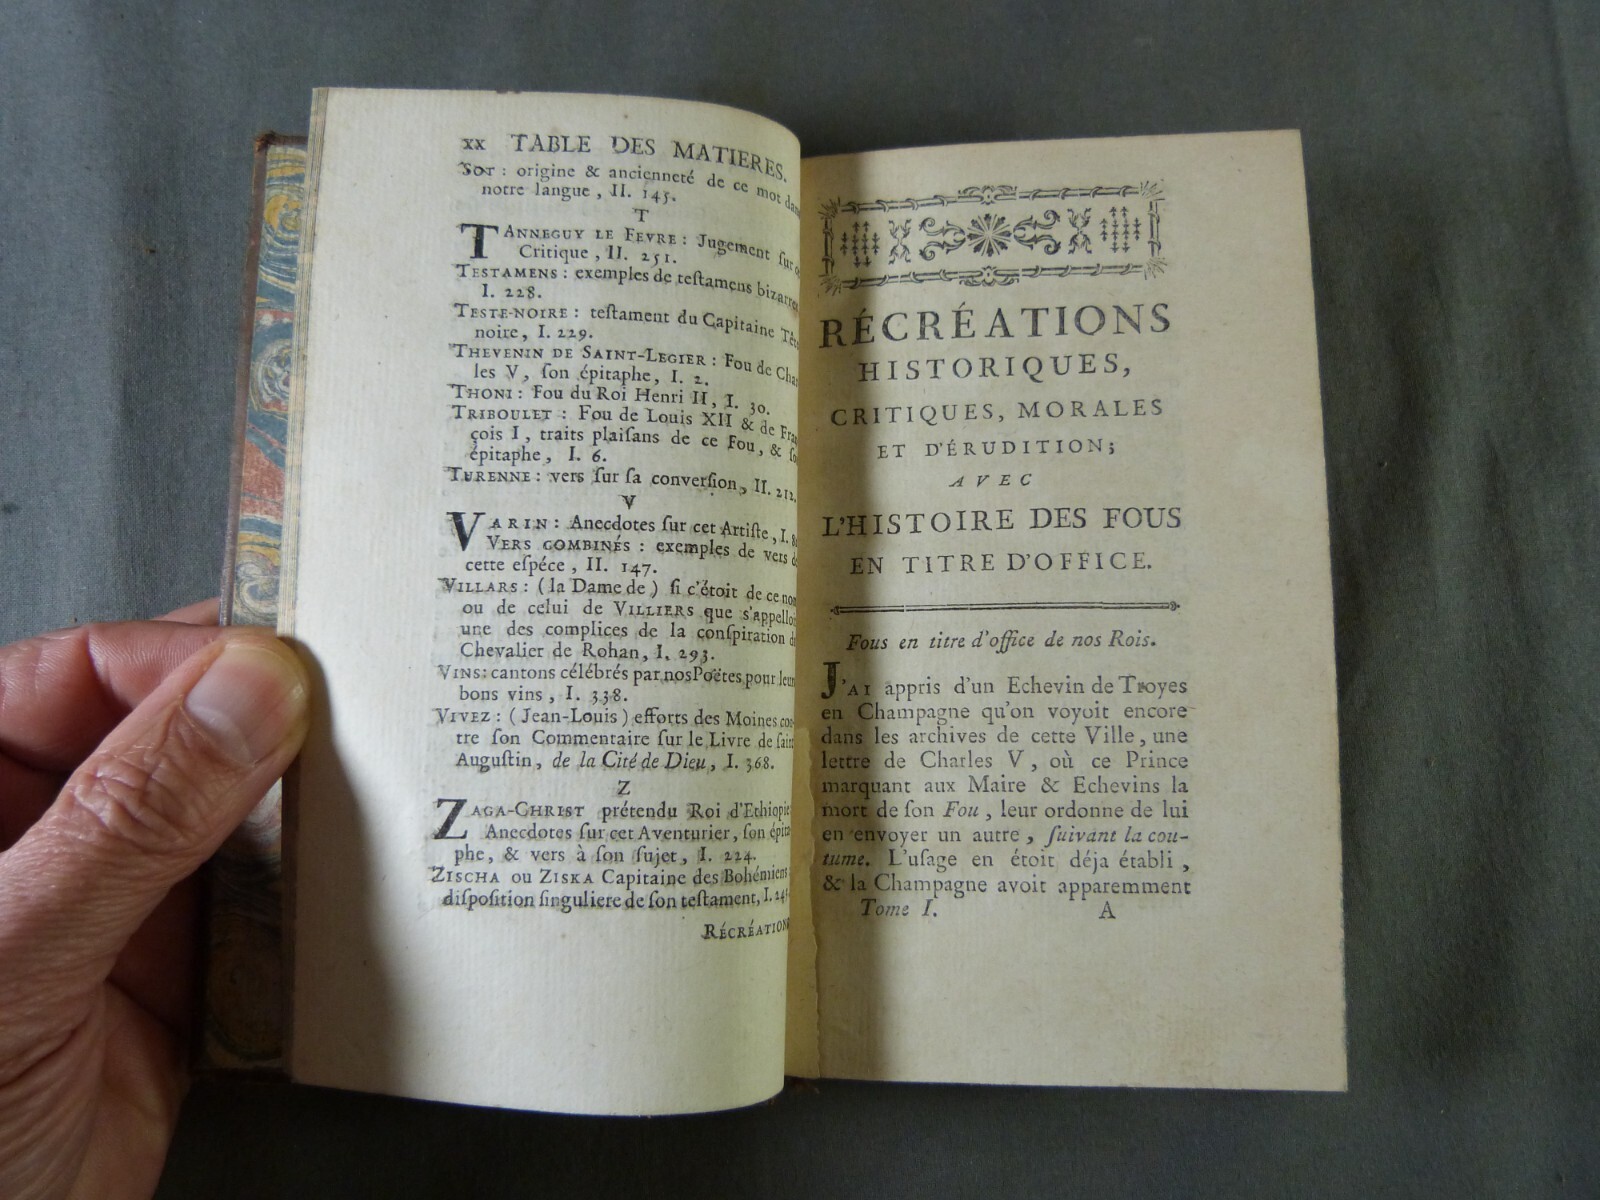 xx TABLE DES MATIERES.
SOT : origine & ancienneté de ce mot dans
notre langue, II. 145.
T
TANNEGUY LE FEVRE : Jugement sur
Critique, II. 251.
TESTAMENS : exemples de testamens bizarres
I. 228.
TESTE-NOIRE : testament du Capitaine Tête
noire, I. 229.
THEVENIN DE SAINT-LEGIER : Fou de Char
les V, son épitaphe, I. 2.
THONI : Fou du Roi Henri II, I. 30.
TRIBOULET : Fou de Louis XII & de Fran
çois I, traits plaisans de ce Fou, & so
épitaphe, I. 6.
TURENNE : vers sur sa conversion, II. 212.
V
VARIN : Anecdotes sur cet Artiste, I. 8
VERS COMBINÉS : exemples de vers d
cette espéce, II. 147.
VILLARS : (la Dame de) si c'étoit de ce nom
ou de celui de VILLIERS que s'appelloit
une des complices de la conspiration d
Chevalier de Rohan, I. 293.
VINS : cantons célébrés par nos Poëtes pour leur
bons vins, I. 338.
VIVEZ : (Jean-Louis) efforts des Moines con
tre son Commentaire sur le Livre de saint
Augustin, de la Cité de Dieu, I. 368.
Z
ZAGA-CHRIST prétendu Roi d'Ethiopie
Anecdotes sur cet Aventurier, son épita
phe, & vers à son sujet, I. 224.
ZISCHA OU ZISKA Capitaine des Bohémiens :
disposition singuliere de son testament, I. 24
RÉCRÉATIONS
RÉCRÉATIONS
HISTORIQUES,
CRITIQUES, MORALES
ET D'ÉRUDITION;
AVEC
L'HISTOIRE DES FOUS
EN TITRE D'OFFICE.
Fous en titre d'office de nos Rois.
J'AI appris d'un Echevin de Troyes
en Champagne qu'on voyoit encore
dans les archives de cette Ville, une
lettre de Charles V, où ce Prince
marquant aux Maire & Echevins la
mort de son Fou, leur ordonne de lui
en envoyer un autre, suivant la cou-
tume. L'usage en étoit déja établi,
& la Champagne avoit apparemment
Tome I. A